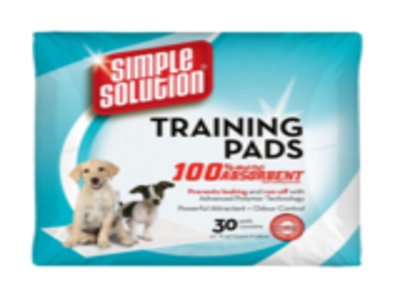 SIMPLE
SOLUTION
TRAINING
PADS
100%
ABSORBENT
Prevents leaking and run-off with
Advanced Polymer Technology
Powerful Attractant + Odour Control
30 pads